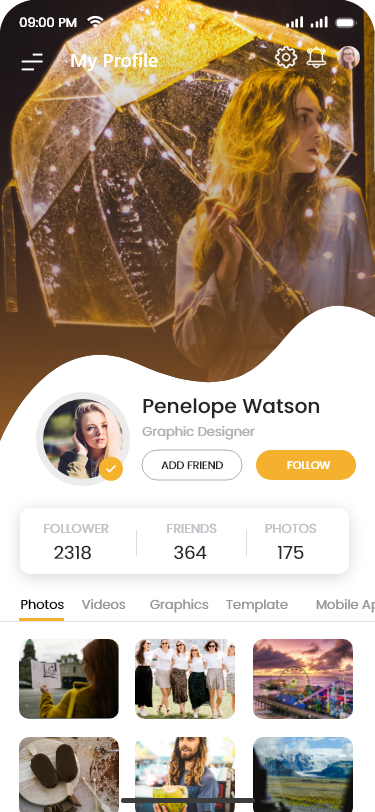 09:00 PM
My Profile
Penelope Watson
Graphic Designer
ADD FRIEND
FOLLOW
FOLLOWER
FRIENDS
PHOTOS
2318
364
175
Photos
Videos
Graphics
Template
Mobile Ap